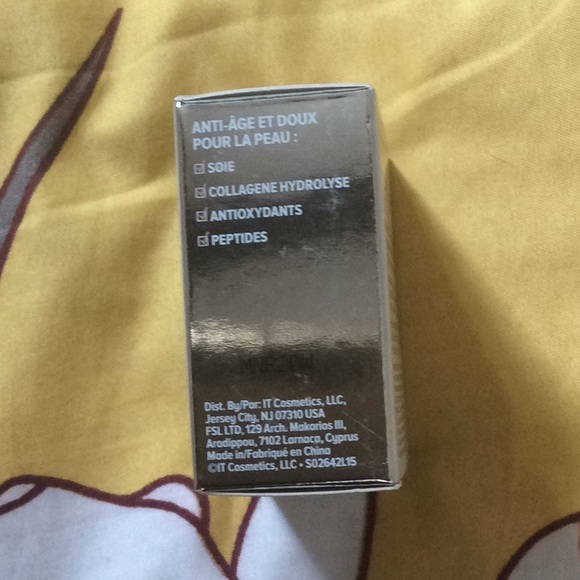 ANTI-ÂGE ET DOUX
POUR LA PEAU :
☑ SOIE
☑ COLLAGENE HYDROLYSE
☑ ANTIOXYDANTS
☑ PEPTIDES
Dist. By/Par: IT Cosmetics, LLC,
Jersey City, NJ 07310 USA
FSL LTD, 129 Arch. Makarios III,
Aradippou, 7102 Larnaca, Cyprus
Made in/Fabriqué en China
©IT Cosmetics, LLC • S02642L15